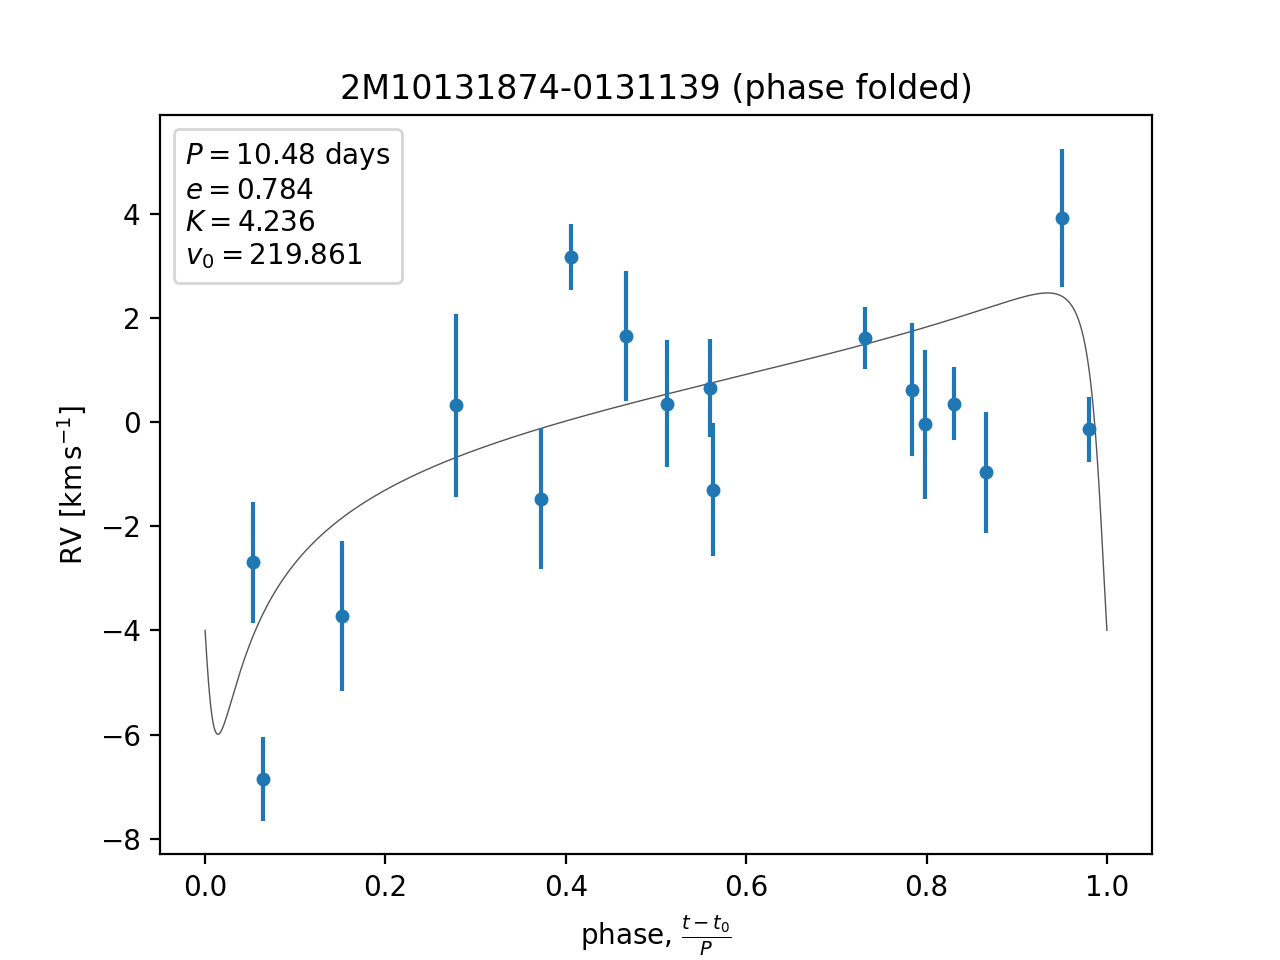 2M10131874-0131139 (phase folded)
P = 10.48 days
e = 0.784
K = 4.236
v₀ = 219.861
RV [km s⁻¹]
4
2
0
−2
−4
−6
−8
0.0 0.2 0.4 0.6 0.8 1.0
phase, (t − t₀)/P